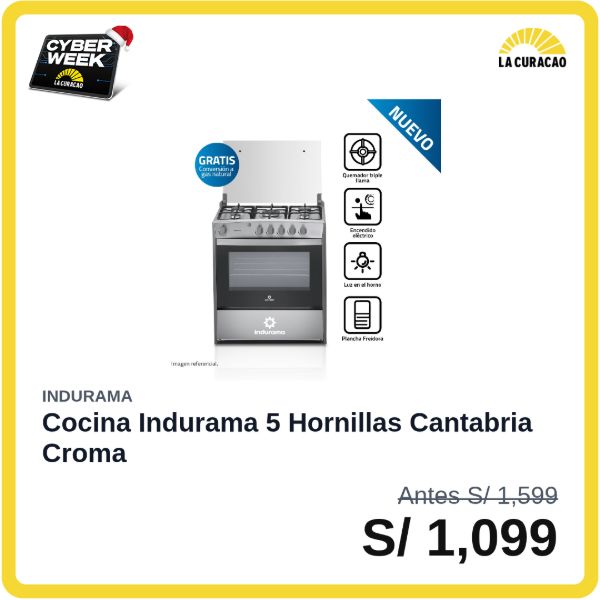 CYBER
WEEK
LA CURACAO
LA CURACAO
NUEVO
GRATIS
Conversión a
gas natural
Quemador triple
llama
Encendido
eléctrico
Luz en el horno
Plancha Freidora
indurama
Imagen referencial.
INDURAMA
Cocina Indurama 5 Hornillas Cantabria
Croma
Antes S/ 1,599
S/ 1,099